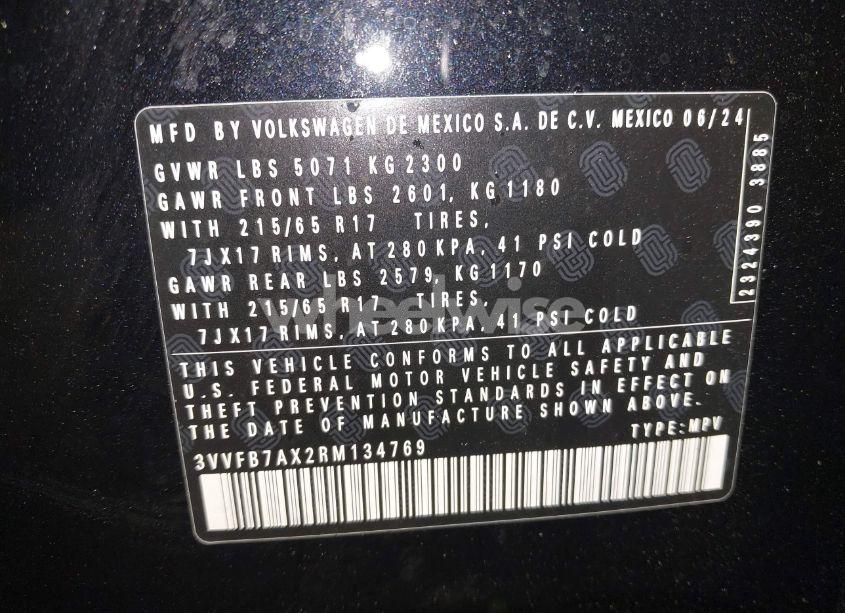 MFD BY VOLKSWAGEN DE MEXICO S.A. DE C.V. MEXICO 06/24
GVWR LBS 5071 KG 2300
GAWR FRONT LBS 2601, KG 1180
WITH 215/65 R17 TIRES,
7JX17 RIMS, AT 280 KPA, 41 PSI COLD
GAWR REAR LBS 2579, KG 1170
WITH 215/65 R17 TIRES,
7JX17 RIMS, AT 280 KPA, 41 PSI COLD
THIS VEHICLE CONFORMS TO ALL APPLICABLE
U.S. FEDERAL MOTOR VEHICLE SAFETY AND
THEFT PREVENTION STANDARDS IN EFFECT ON
THE DATE OF MANUFACTURE SHOWN ABOVE.
TYPE:MPV
3VVFB7AX2RM134769
2324390 3885
wheelwise